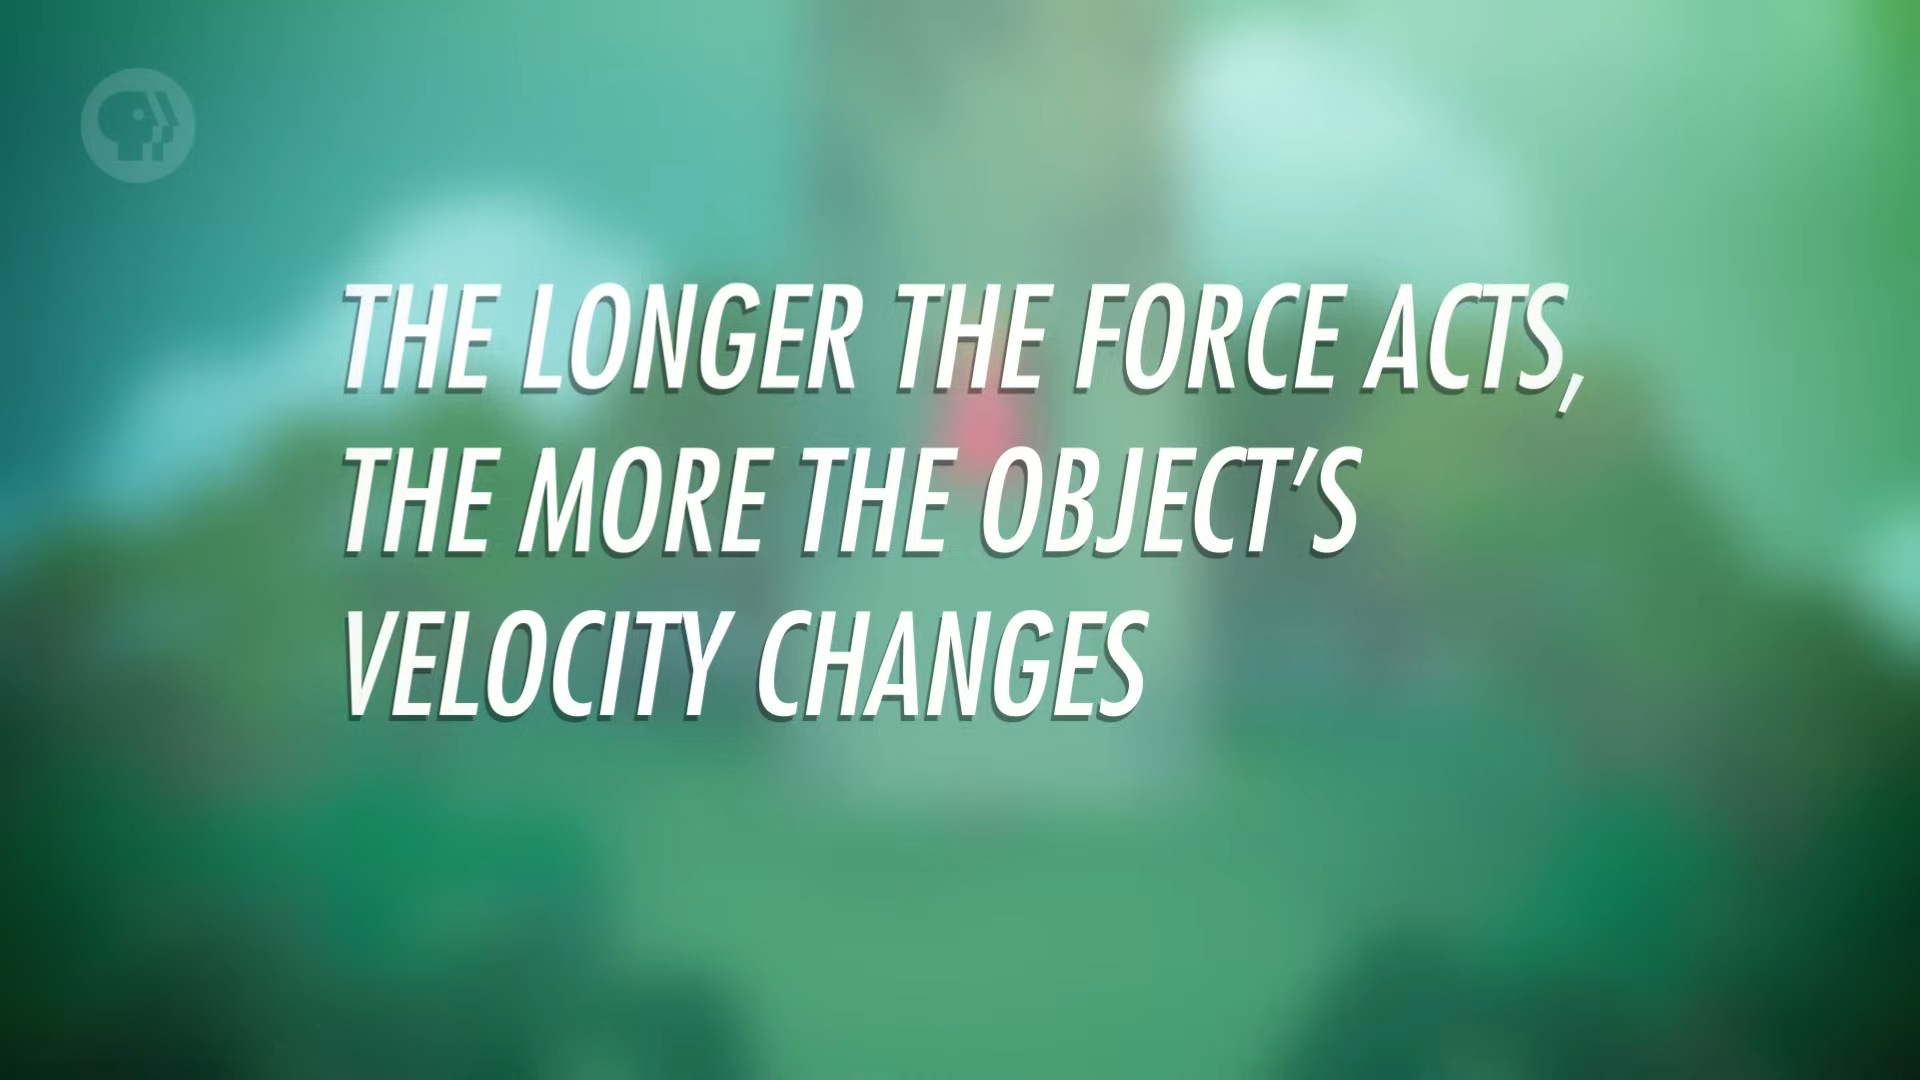 THE LONGER THE FORCE ACTS,
THE MORE THE OBJECT'S
VELOCITY CHANGES